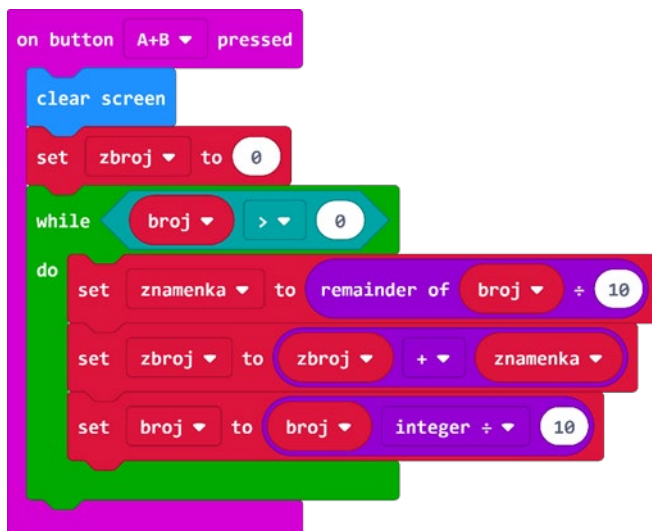 on button A+B pressed
clear screen
set zbroj to 0
while broj > 0
do
set znamenka to remainder of broj ÷ 10
set zbroj to zbroj + znamenka
set broj to broj integer ÷ 10